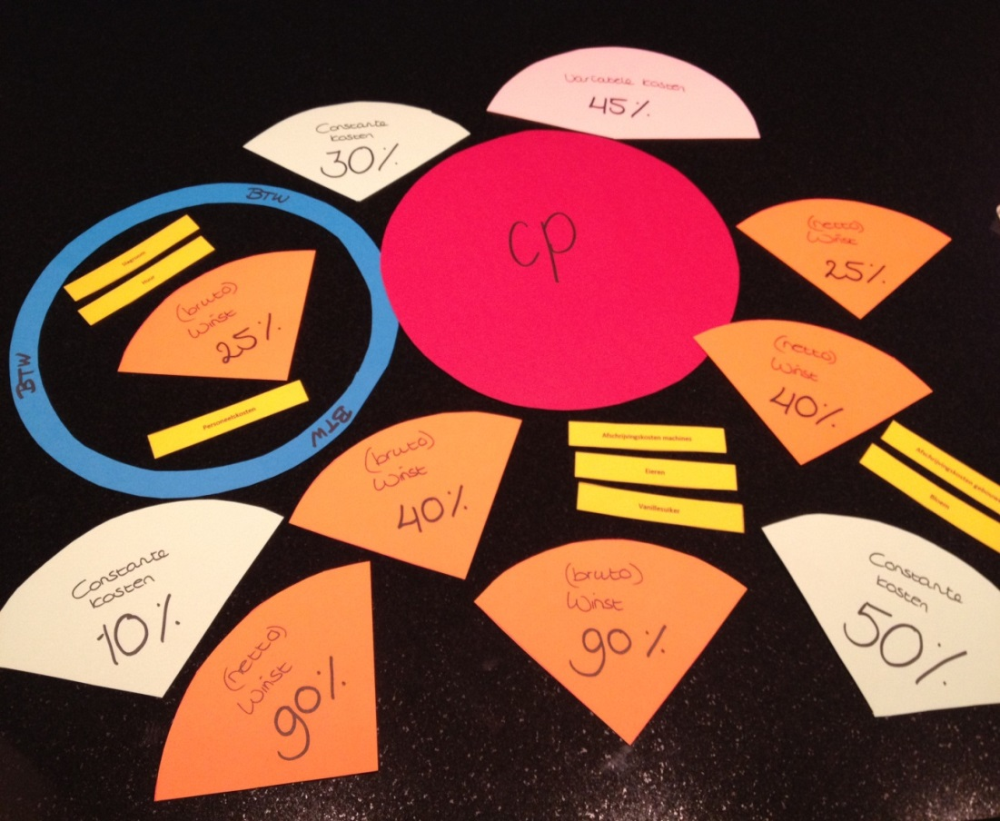 Variabele kosten
45%
Constante
kosten
30%
BTW
BTW
BTW
(bruto)
Winst
25%
Personeelskosten
CP
(netto)
Winst
25%
(netto)
Winst
40%
(bruto)
Winst
40%
Afschrijvingskosten machines
Eieren
Vanillesuiker
Afschrijvingskosten
Bloem
Constante
kosten
10%
(netto)
Winst
90%
(bruto)
Winst
90%
Constante
kosten
50%